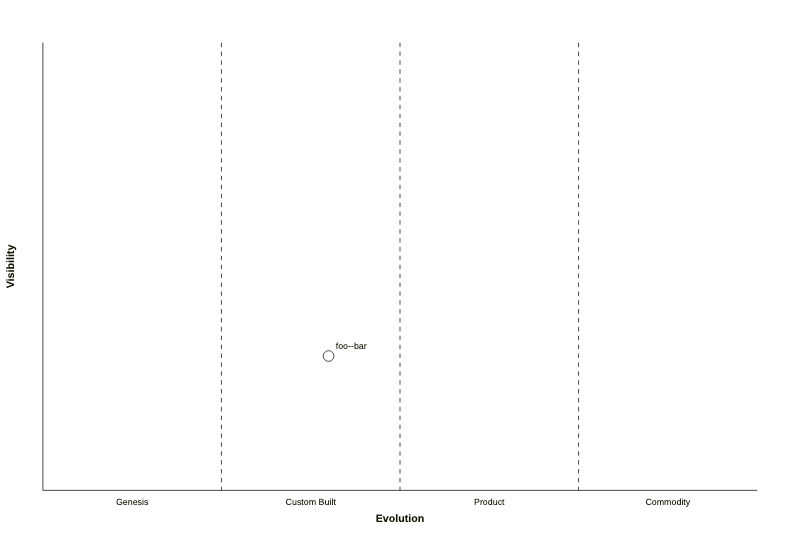 Visibility
foo--bar
Genesis
Custom Built
Product
Commodity
Evolution